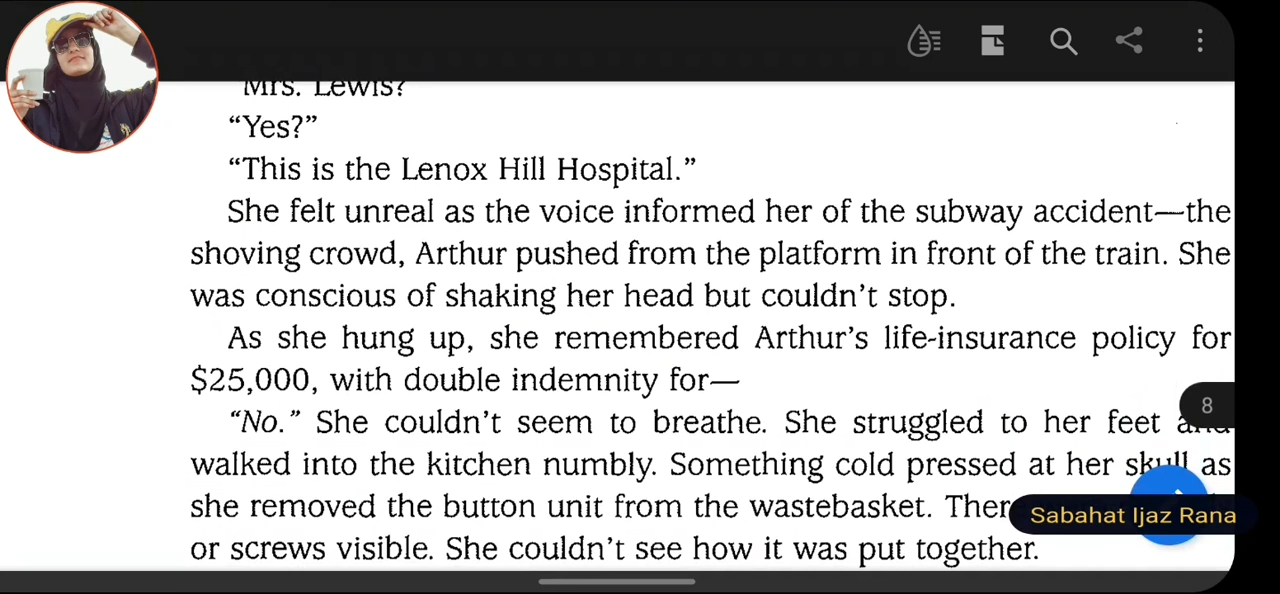 Mrs. Lewis?
“Yes?”
“This is the Lenox Hill Hospital.”
She felt unreal as the voice informed her of the subway accident—the
shoving crowd, Arthur pushed from the platform in front of the train. She
was conscious of shaking her head but couldn’t stop.
As she hung up, she remembered Arthur’s life-insurance policy for
$25,000, with double indemnity for—
8
“No.” She couldn’t seem to breathe. She struggled to her feet and
walked into the kitchen numbly. Something cold pressed at her skull as
she removed the button unit from the wastebasket.
Sabahat Ijaz Rana
or screws visible. She couldn’t see how it was put together.